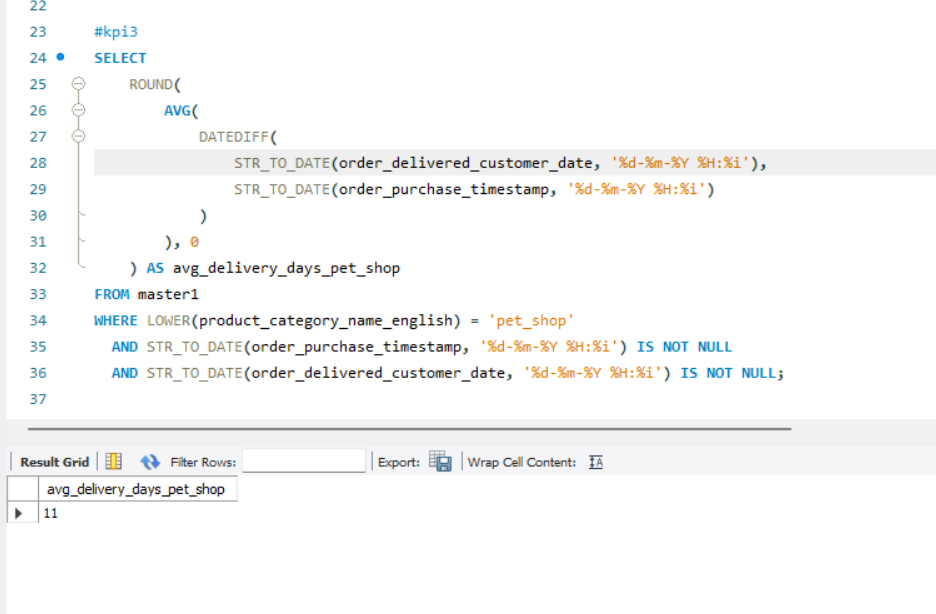 22
23 #kpi3
24 SELECT
25 ROUND(
26 AVG(
27 DATEDIFF(
28 STR_TO_DATE(order_delivered_customer_date, '%d-%m-%Y %H:%i'),
29 STR_TO_DATE(order_purchase_timestamp, '%d-%m-%Y %H:%i')
30 )
31 ), 0
32 ) AS avg_delivery_days_pet_shop
33 FROM master1
34 WHERE LOWER(product_category_name_english) = 'pet_shop'
35 AND STR_TO_DATE(order_purchase_timestamp, '%d-%m-%Y %H:%i') IS NOT NULL
36 AND STR_TO_DATE(order_delivered_customer_date, '%d-%m-%Y %H:%i') IS NOT NULL;
37
Result Grid Filter Rows: Export: Wrap Cell Content: IA
avg_delivery_days_pet_shop
11